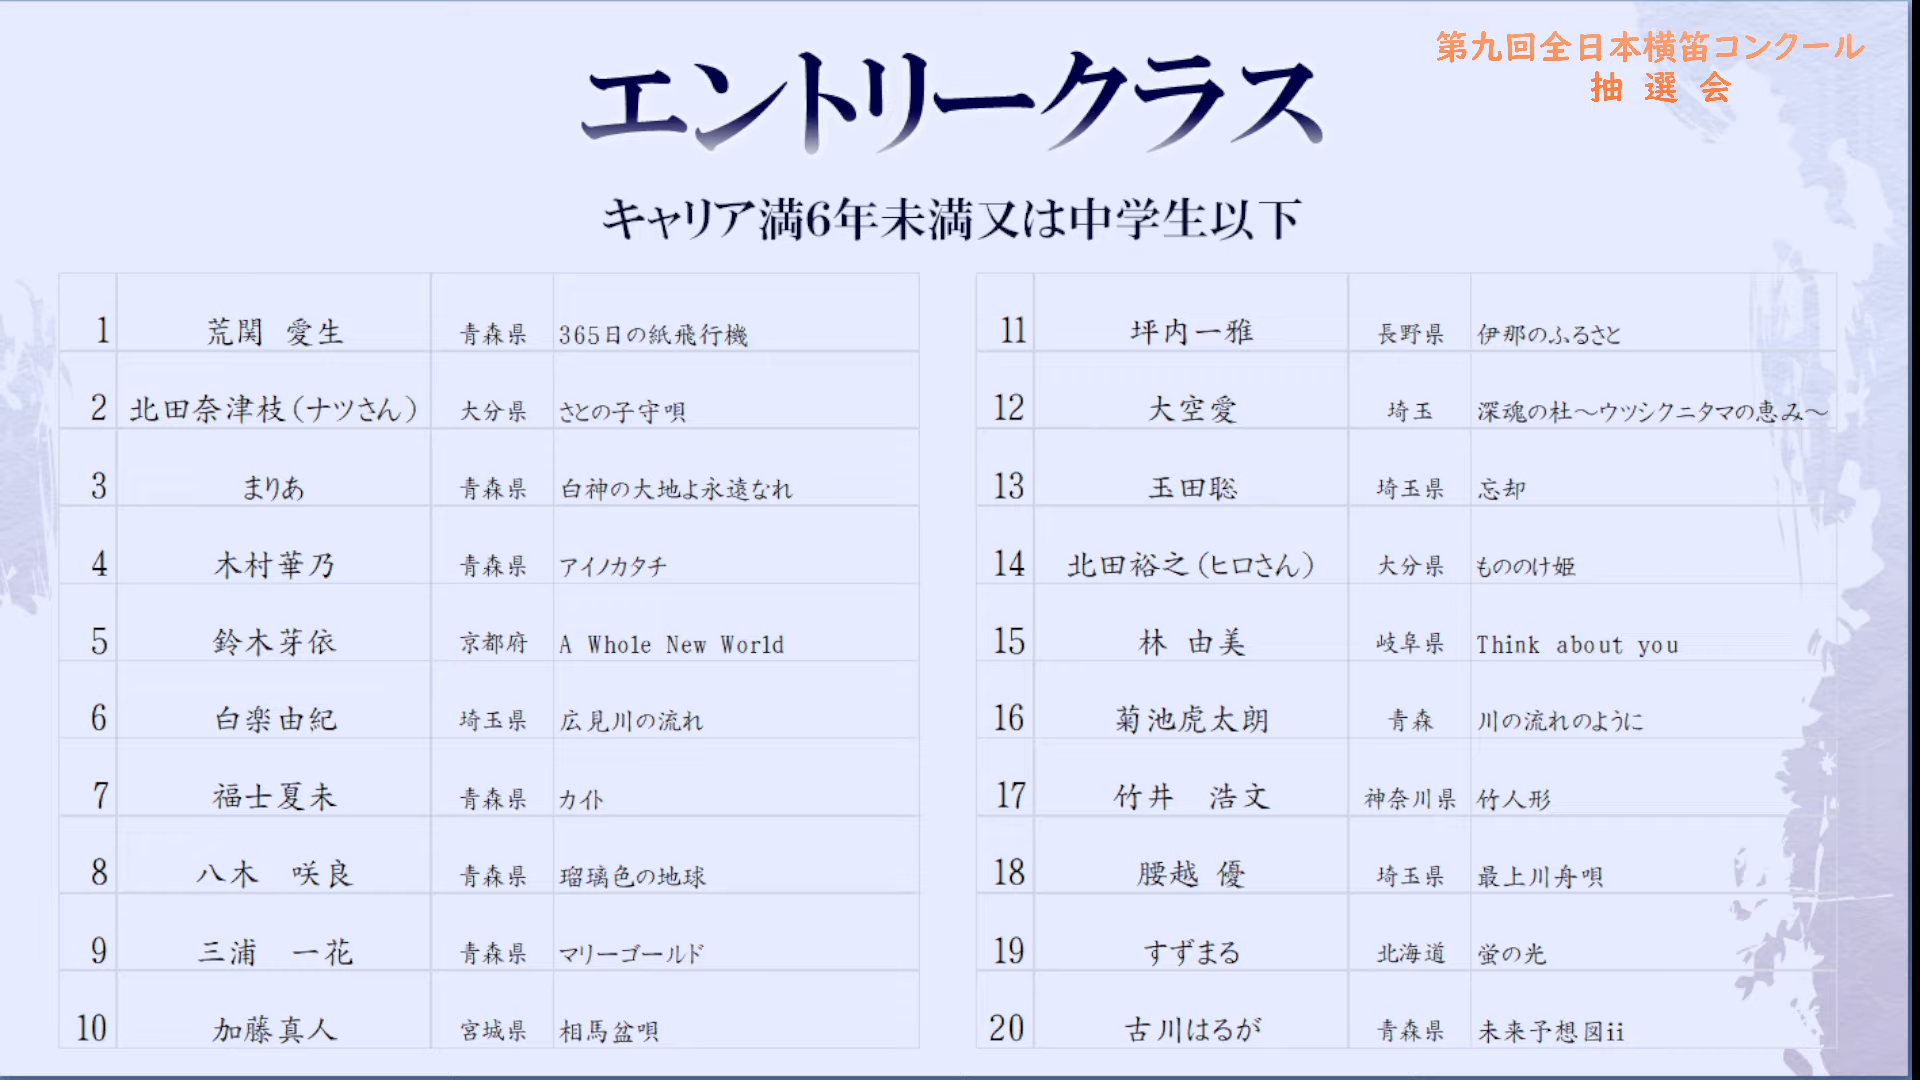 第九回全日本横笛コンクール
抽 選 会
エントリークラス
キャリア満6年未満又は中学生以下
1 荒関 愛生 青森県 365日の紙飛行機
2 北田奈津枝(ナツさん) 大分県 さとの子守唄
3 まりあ 青森県 白神の大地よ永遠なれ
4 木村華乃 青森県 アイノカタチ
5 鈴木芽依 京都府 A Whole New World
6 白楽由紀 埼玉県 広見川の流れ
7 福士夏未 青森県 カイト
8 八木 咲良 青森県 瑠璃色の地球
9 三浦 一花 青森県 マリーゴールド
10 加藤真人 宮城県 相馬盆唄
11 坪内一雅 長野県 伊那のふるさと
12 大空愛 埼玉 深魂の杜～ウツシクニタマの恵み～
13 玉田聡 埼玉県 忘却
14 北田裕之(ヒロさん) 大分県 もののけ姫
15 林 由美 岐阜県 Think about you
16 菊池虎太朗 青森 川の流れのように
17 竹井 浩文 神奈川県 竹人形
18 腰越 優 埼玉県 最上川舟唄
19 すずまる 北海道 蛍の光
20 古川はるが 青森県 未来予想図ii